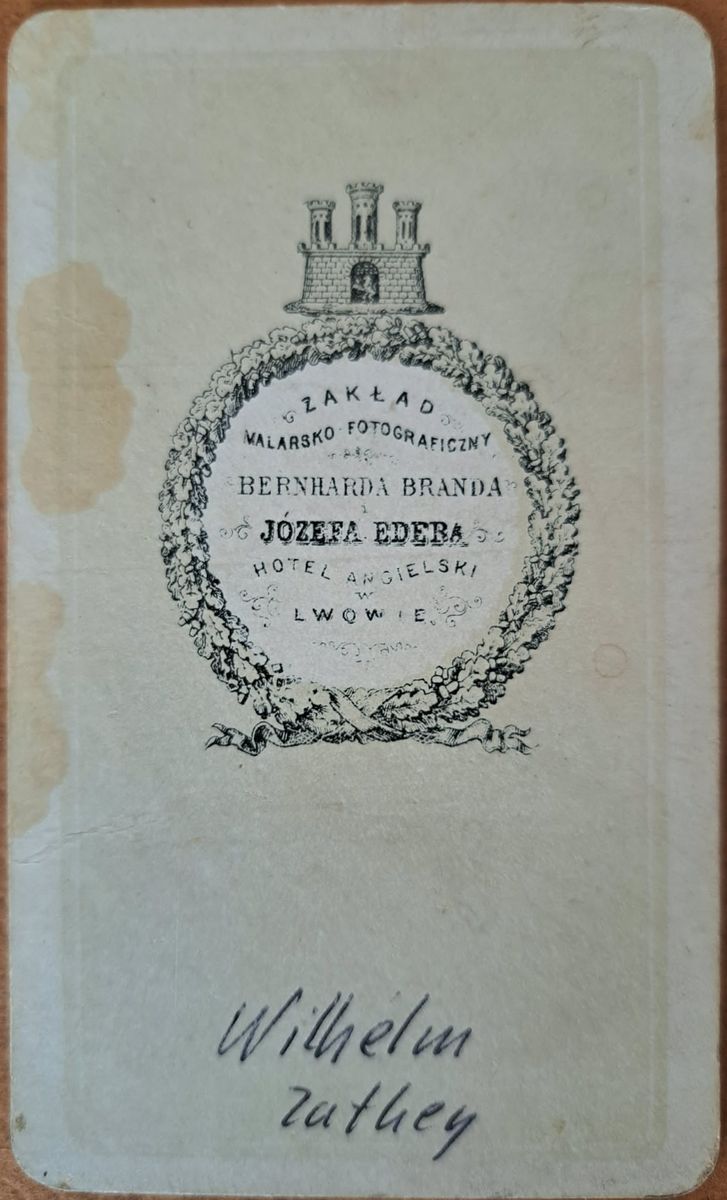 ZAKŁAD
MALARSKO-FOTOGRAFICZNY
BERNHARDA BRANDA
i
JÓZEFA EDERA
HOTEL ANGIELSKI
W
LWOWIE
Wilhelm
Zathey